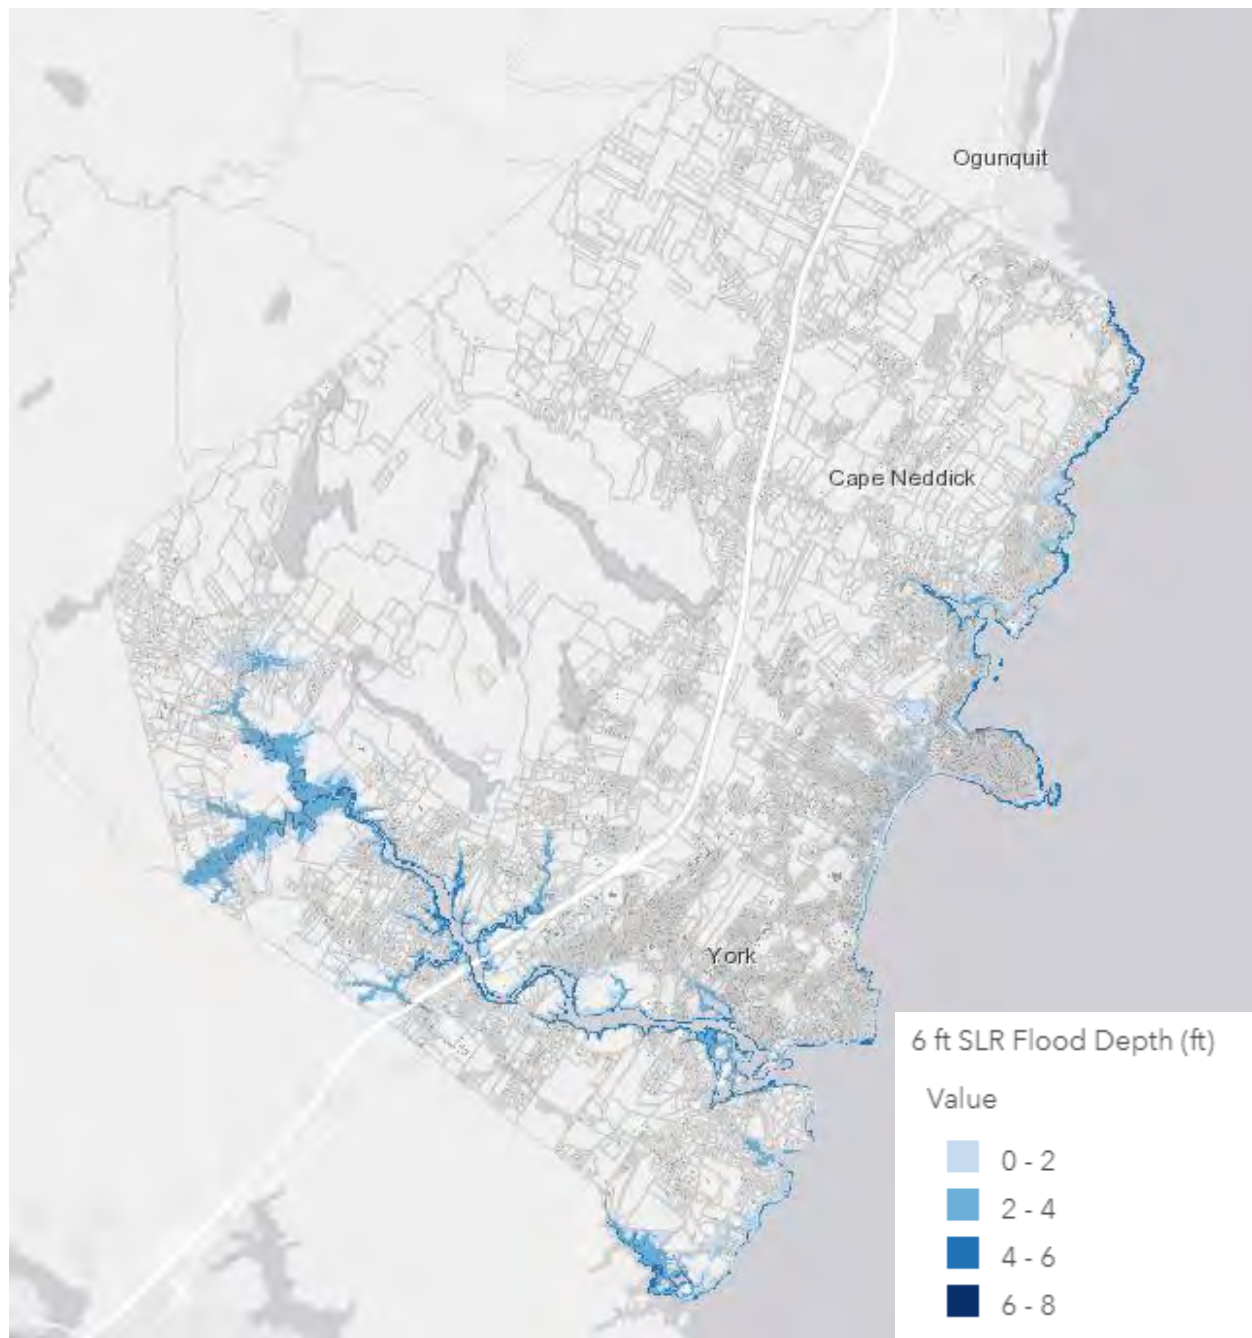 Ogunquit
Cape Neddick
York
6 ft SLR Flood Depth (ft)
Value
0 - 2
2 - 4
4 - 6
6 - 8